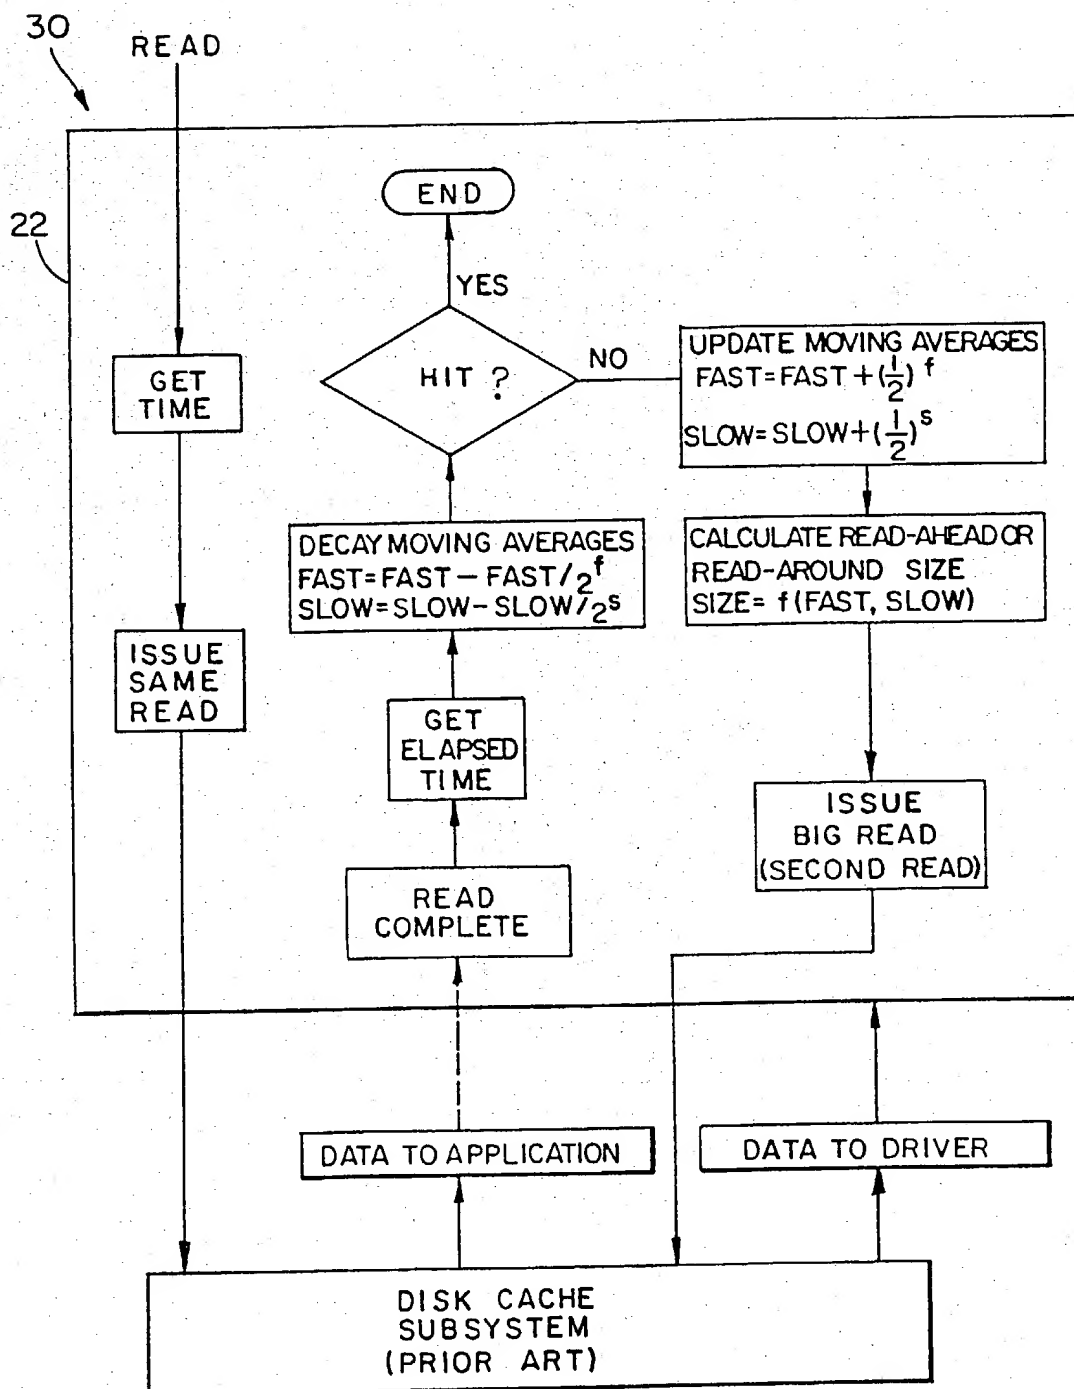 30
READ
22
END
YES
HIT ?
NO
GET
TIME
ISSUE
SAME
READ
UPDATE MOVING AVERAGES
FAST=FAST+(1/2)^f
SLOW=SLOW+(1/2)^s
DECAY MOVING AVERAGES
FAST=FAST-FAST/2^f
SLOW=SLOW-SLOW/2^s
CALCULATE READ-AHEAD OR
READ-AROUND SIZE
SIZE= f(FAST, SLOW)
GET
ELAPSED
TIME
ISSUE
BIG READ
(SECOND READ)
READ
COMPLETE
DATA TO APPLICATION
DATA TO DRIVER
DISK CACHE
SUBSYSTEM
(PRIOR ART)